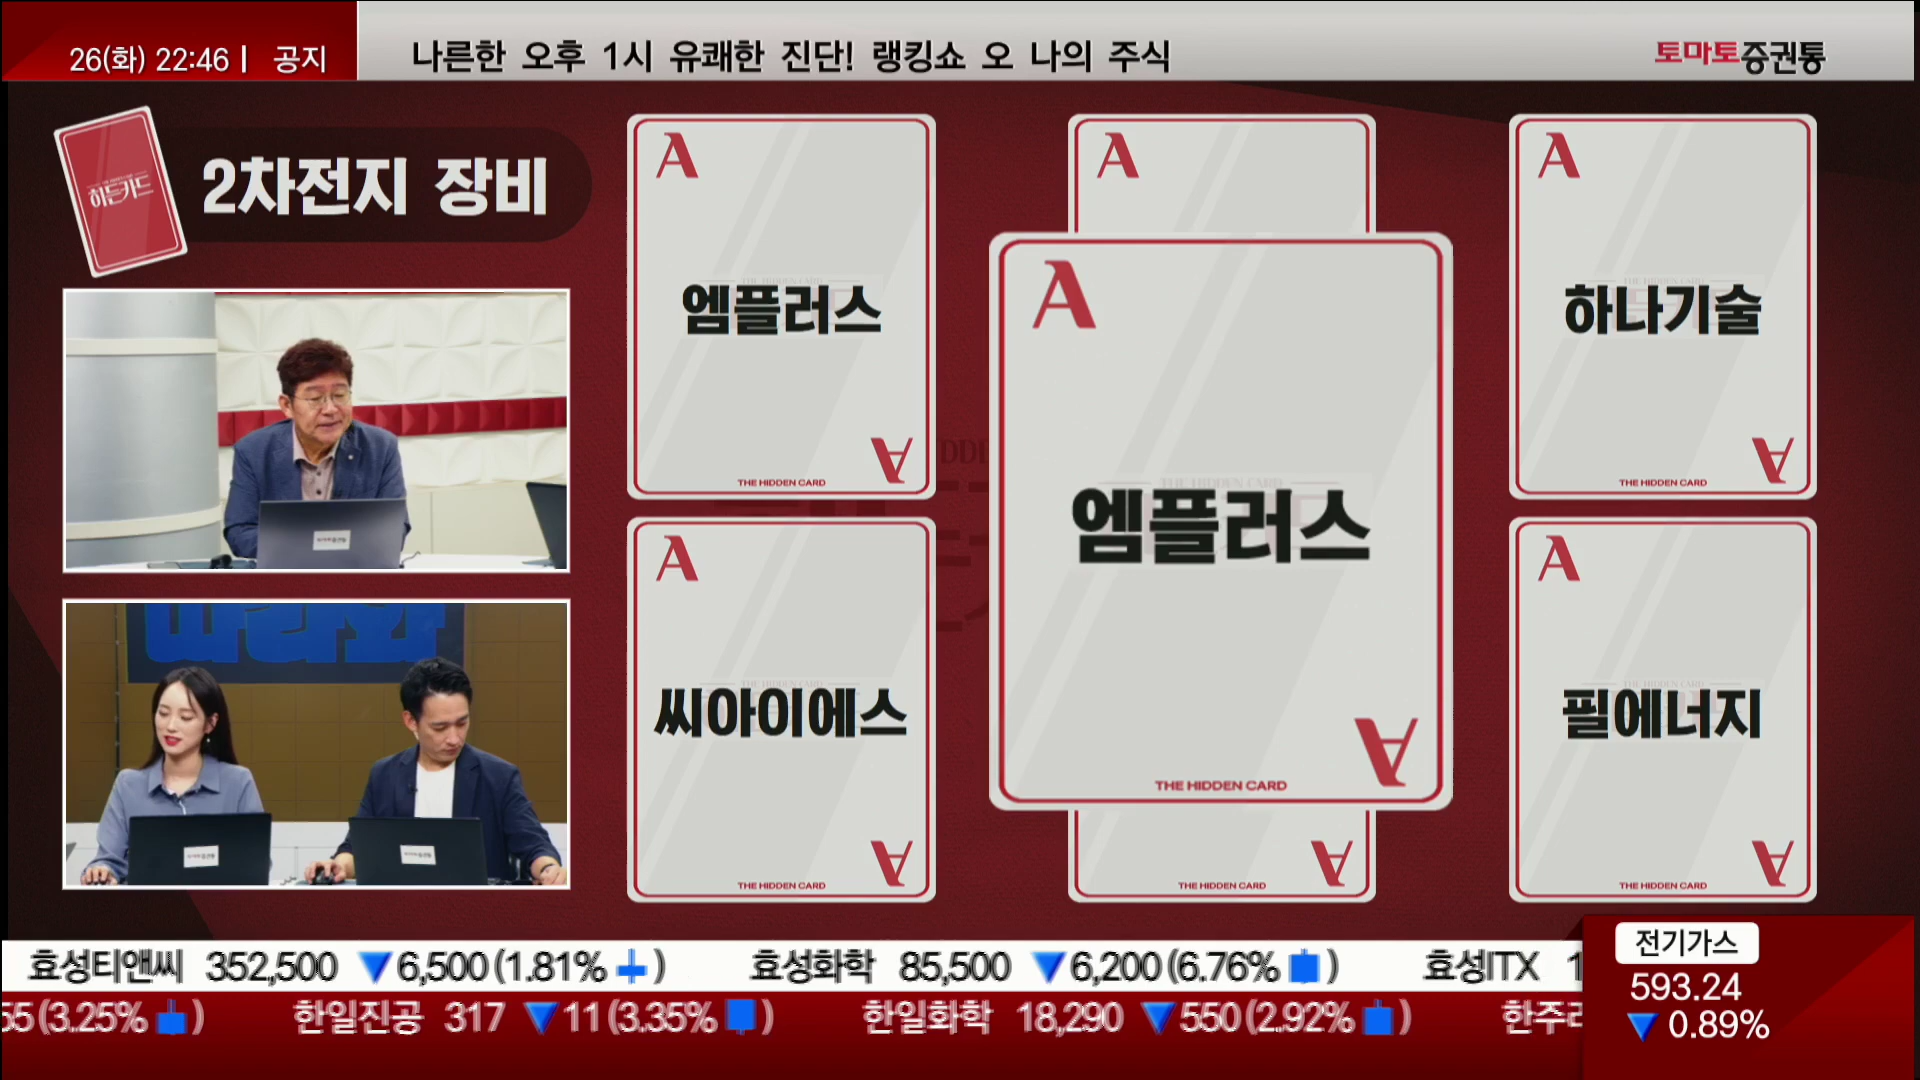 26(화) 22:46 | 공지
나른한 오후 1시 유쾌한 진단! 랭킹쇼 오 나의 주식
토마토증권통
히든카드
2차전지 장비
A
엠플러스
A
THE HIDDEN CARD
A
A
하나기술
A
THE HIDDEN CARD
A
엠플러스
A
THE HIDDEN CARD
A
씨아이에스
A
THE HIDDEN CARD
A
THE HIDDEN CARD
A
필에너지
A
THE HIDDEN CARD
효성티앤씨 352,500 ▼6,500(1.81% ) 효성화학 85,500 ▼6,200(6.76% ) 효성ITX 1
55(3.25% ) 한일진공 317 ▼11(3.35% ) 한일화학 18,290 ▼550(2.92% ) 한주라
전기가스
593.24
▼ 0.89%